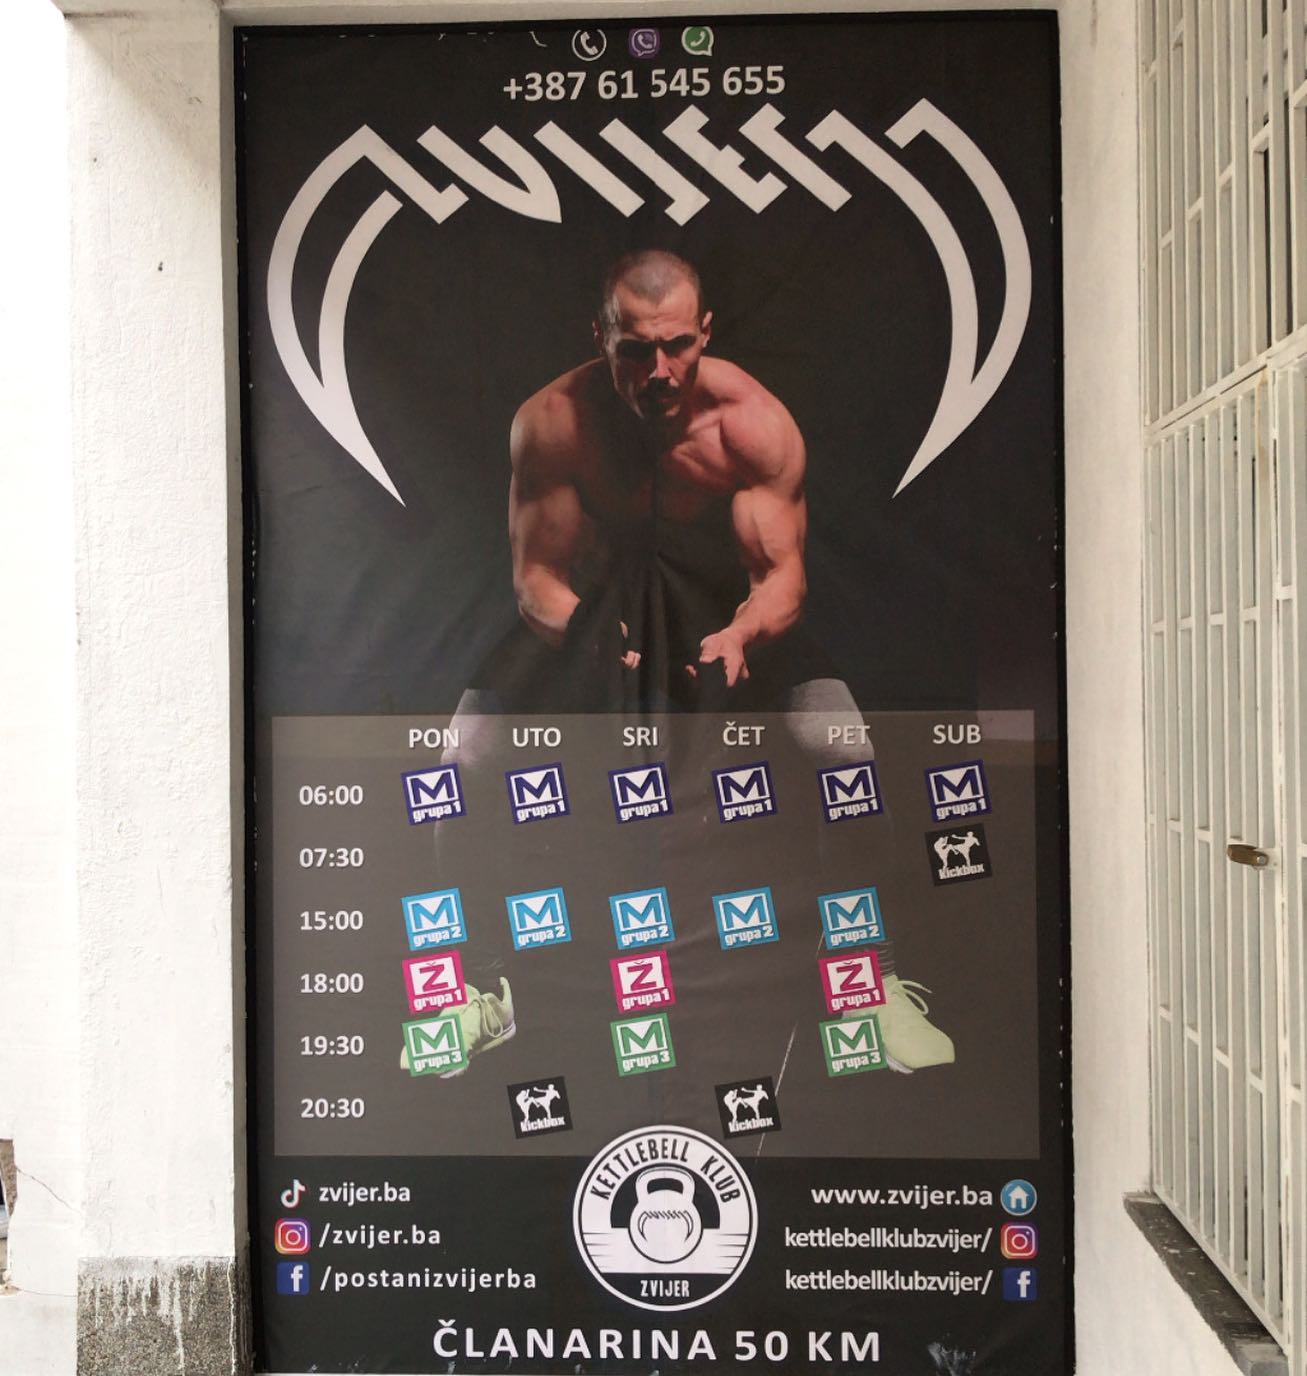 +387 61 545 655
ZVIJER
PON UTO SRI ČET PET SUB
06:00 M grupa 1 M grupa 1 M grupa 1 M grupa 1 M grupa 1 M grupa 1
07:30 kickbox
15:00 M grupa 2 M grupa 2 M grupa 2 M grupa 2 M grupa 2
18:00 Ž grupa 1 Ž grupa 1 Ž grupa 1
19:30 M grupa 3 M grupa 3 M grupa 3
20:30 kickbox kickbox
KETTLEBELL KLUB
ZVIJER
zvijer.ba
/zvijer.ba
/postanizvijerba
www.zvijer.ba
kettlebellklubzvijer/
kettlebellklubzvijer/
ČLANARINA 50 KM